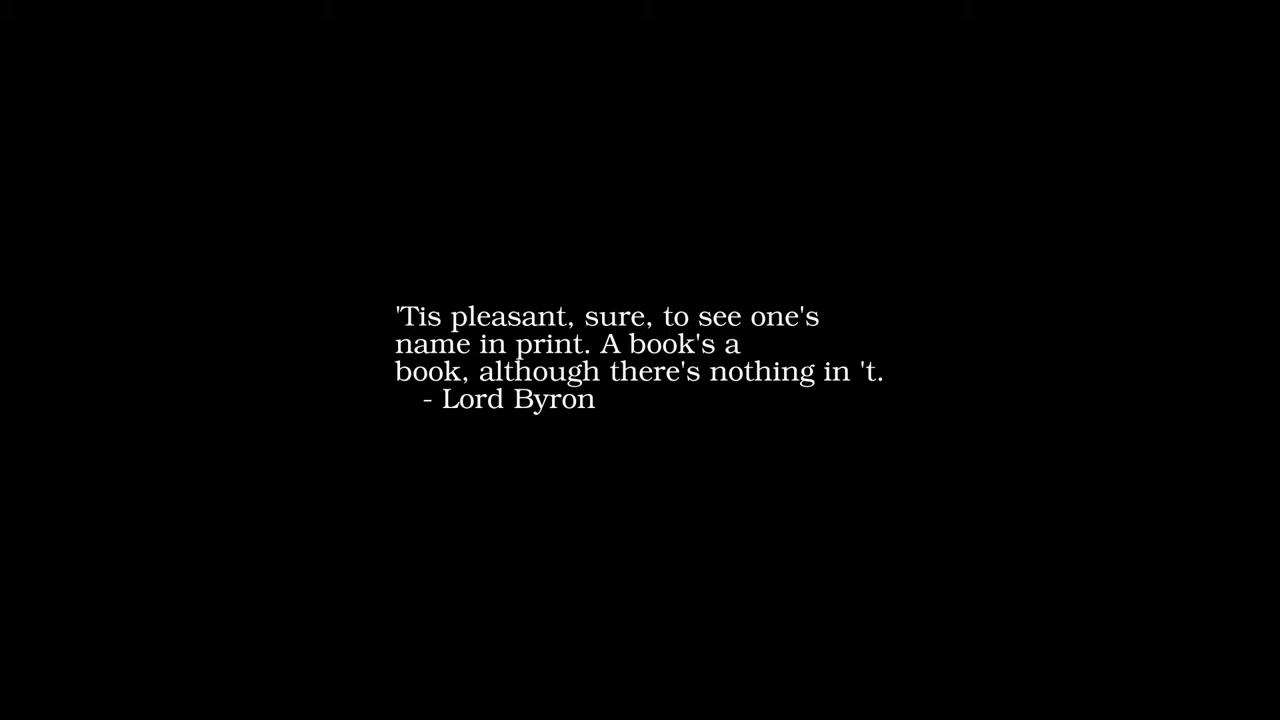 'Tis pleasant, sure, to see one's
name in print. A book's a
book, although there's nothing in 't.
- Lord Byron